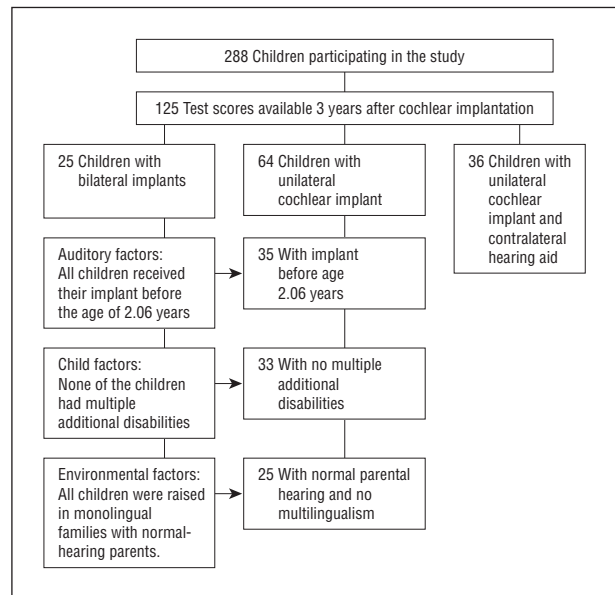 288 Children participating in the study
125 Test scores available 3 years after cochlear implantation
25 Children with
bilateral implants
64 Children with
unilateral
cochlear implant
36 Children with
unilateral
cochlear
implant and
contralateral
hearing aid
Auditory factors:
All children received
their implant before
the age of 2.06 years
35 With implant
before age
2.06 years
Child factors:
None of the children
had multiple
additional disabilities
33 With no multiple
additional
disabilities
Environmental factors:
All children were raised
in monolingual
families with normal-
hearing parents.
25 With normal parental
hearing and no
multilingualism